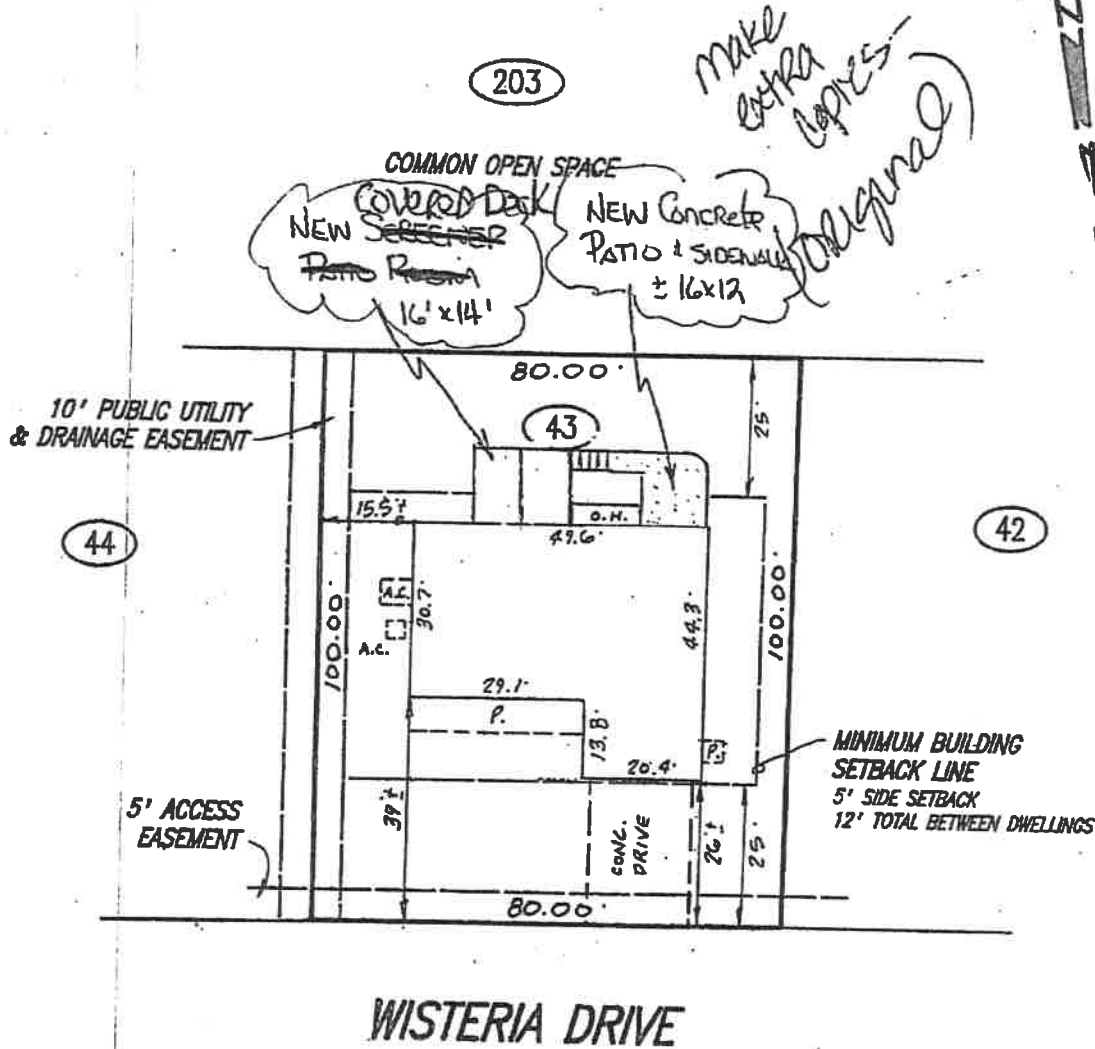 203
make
extra
copies-
original)
COMMON OPEN SPACE
COVERED DECK
NEW SCREENED
PATIO ROOM
16' x 14'
NEW CONCRETE
PATIO & SIDEWALK
± 16x12
80.00'
10' PUBLIC UTILITY
& DRAINAGE EASEMENT
43
25'
15.5'±
O.H.
49.6'
44
42
A.C.
30.7'
A.C.
100.00'
44.3'
100.00'
29.1'
P.
13.8'
P.
20.4'
MINIMUM BUILDING
SETBACK LINE
5' SIDE SETBACK
12' TOTAL BETWEEN DWELLINGS
5' ACCESS
EASEMENT
39'±
CONC.
DRIVE
26'±
25'
80.00'
WISTERIA DRIVE